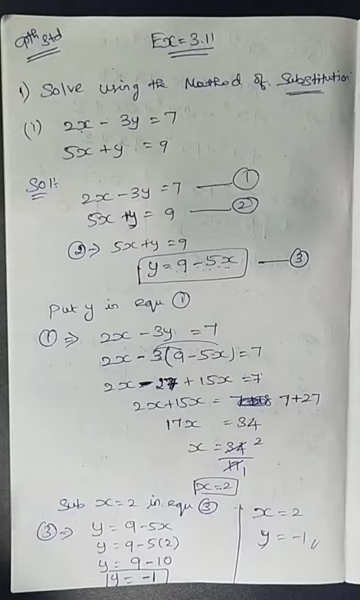 9th Std
Ex = 3.11
1) Solve using the Method of Substitution
(i) 2x - 3y = 7
5x + y = 9
Sol:
2x - 3y = 7 —— ①
5x + y = 9 —— ②
② ⇒ 5x + y = 9
y = 9 - 5x —— ③
Put y in equ ①
① ⇒ 2x - 3y = 7
2x - 3(9 - 5x) = 7
2x - 27 + 15x = 7
2x + 15x = 7 + 27
17x = 34
x = 34 2
17 1
x = 2
Sub x = 2 in equ ③
③ ⇒ y = 9 - 5x
y = 9 - 5(2)
y = 9 - 10
y = -1
x = 2
y = -1